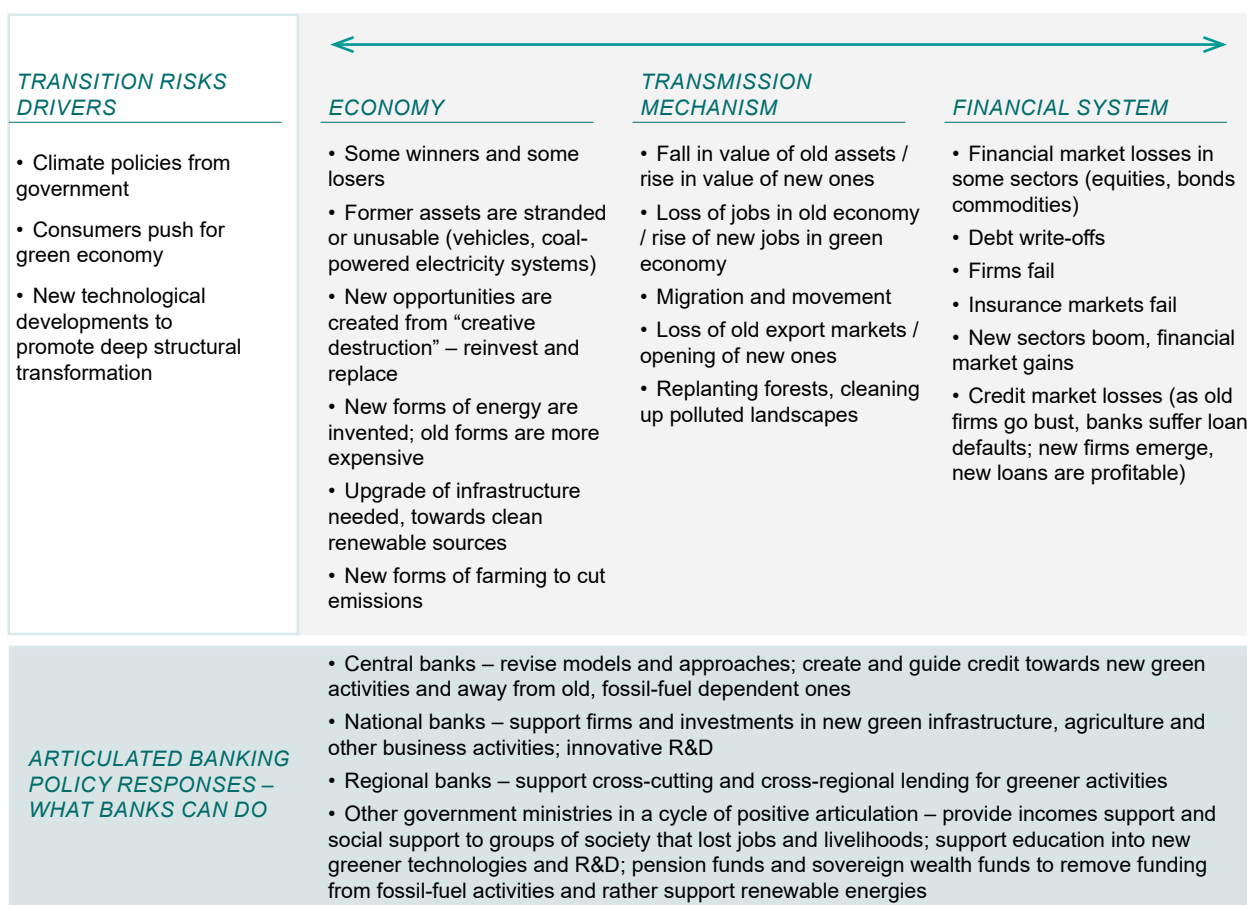 TRANSITION RISKS
DRIVERS
• Climate policies from
government
• Consumers push for
green economy
• New technological
developments to
promote deep structural
transformation
ECONOMY
• Some winners and some
losers
• Former assets are stranded
or unusable (vehicles, coal-
powered electricity systems)
• New opportunities are
created from “creative
destruction” – reinvest and
replace
• New forms of energy are
invented; old forms are more
expensive
• Upgrade of infrastructure
needed, towards clean
renewable sources
• New forms of farming to cut
emissions
TRANSMISSION
MECHANISM
• Fall in value of old assets /
rise in value of new ones
• Loss of jobs in old economy
/ rise of new jobs in green
economy
• Migration and movement
• Loss of old export markets /
opening of new ones
• Replanting forests, cleaning
up polluted landscapes
FINANCIAL SYSTEM
• Financial market losses in
some sectors (equities, bonds
commodities)
• Debt write-offs
• Firms fail
• Insurance markets fail
• New sectors boom, financial
market gains
• Credit market losses (as old
firms go bust, banks suffer loan
defaults; new firms emerge,
new loans are profitable)
ARTICULATED BANKING
POLICY RESPONSES –
WHAT BANKS CAN DO
• Central banks – revise models and approaches; create and guide credit towards new green
activities and away from old, fossil-fuel dependent ones
• National banks – support firms and investments in new green infrastructure, agriculture and
other business activities; innovative R&D
• Regional banks – support cross-cutting and cross-regional lending for greener activities
• Other government ministries in a cycle of positive articulation – provide incomes support and
social support to groups of society that lost jobs and livelihoods; support education into new
greener technologies and R&D; pension funds and sovereign wealth funds to remove funding
from fossil-fuel activities and rather support renewable energies